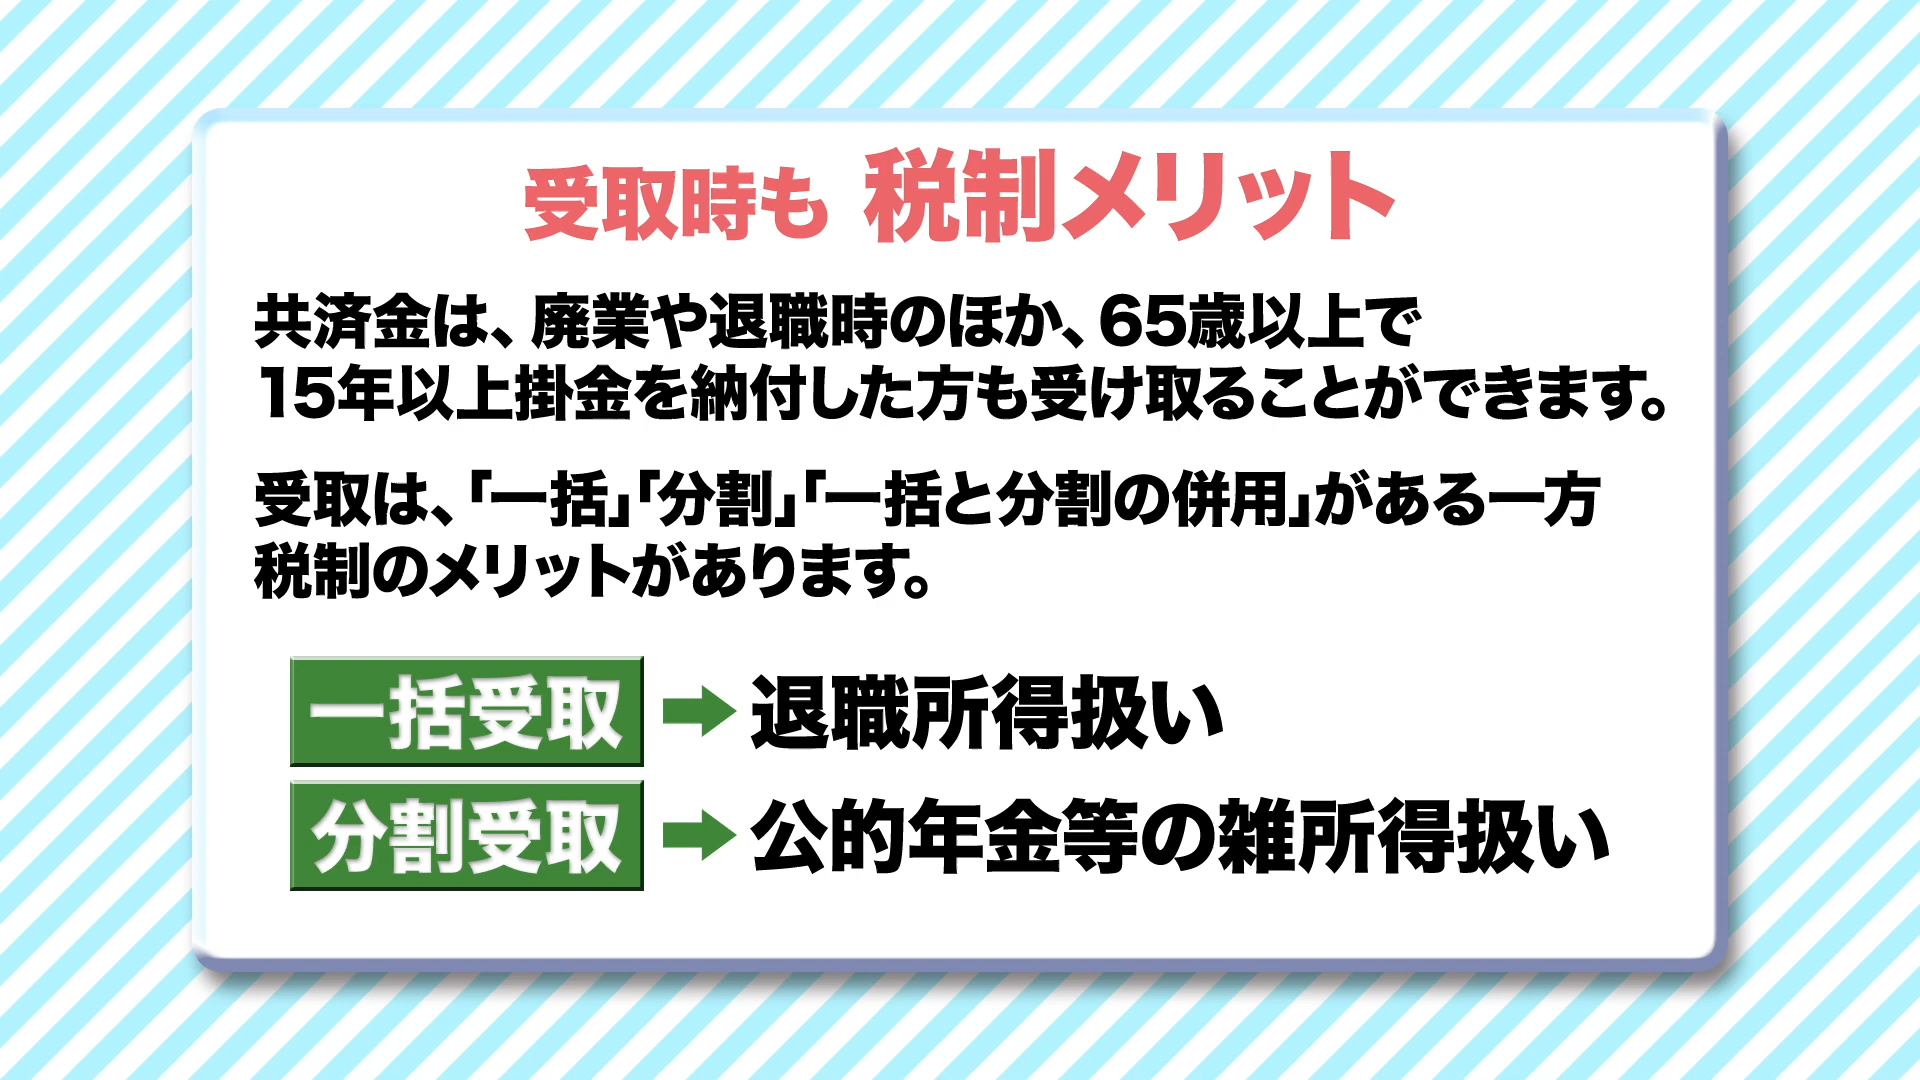 受取時も 税制メリット
共済金は、廃業や退職時のほか、65歳以上で
15年以上掛金を納付した方も受け取ることができます。
受取は、「一括」「分割」「一括と分割の併用」がある一方
税制のメリットがあります。
一括受取 ➡ 退職所得扱い
分割受取 ➡ 公的年金等の雑所得扱い